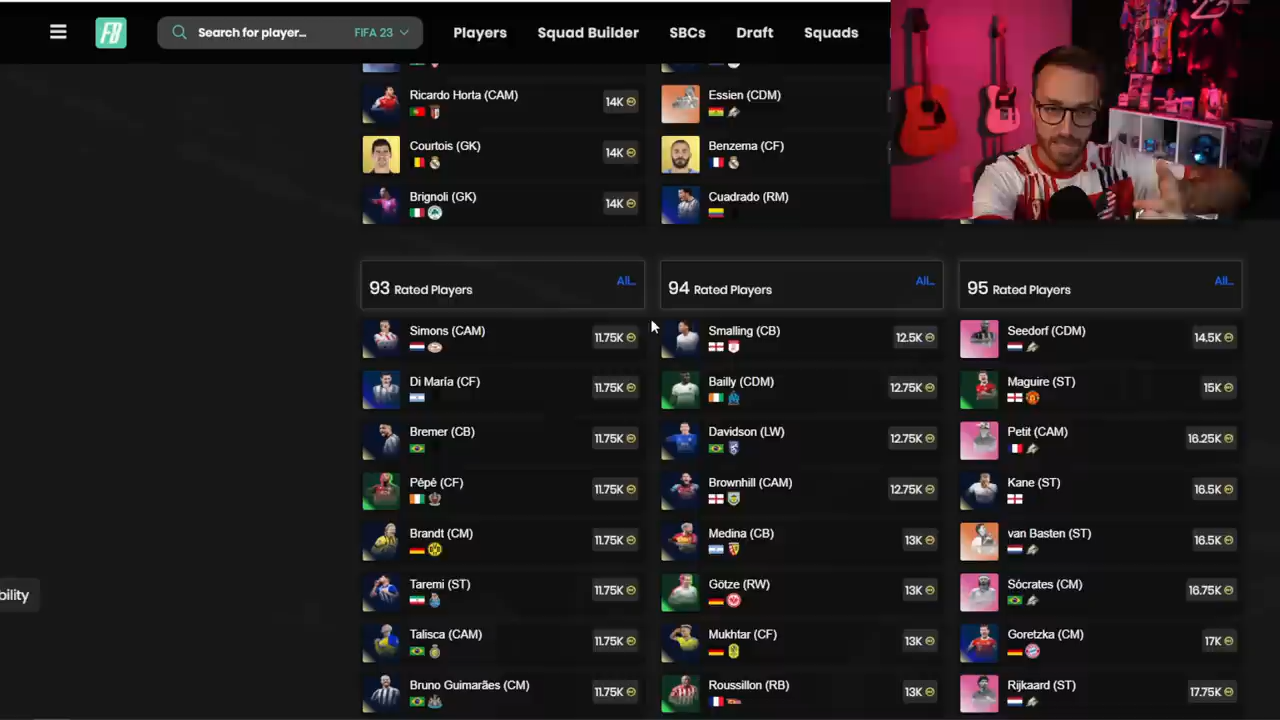 FB
Search for player...
FIFA 23
Players
Squad Builder
SBCs
Draft
Squads
Ricardo Horta (CAM)
14K
Essien (CDM)
Courtois (GK)
14K
Benzema (CF)
Brignoli (GK)
14K
Cuadrado (RM)
93 Rated Players
All...
94 Rated Players
All...
95 Rated Players
All...
Simons (CAM)
11.75K
Smalling (CB)
12.5K
Seedorf (CDM)
14.5K
Di María (CF)
11.75K
Bailly (CDM)
12.75K
Maguire (ST)
15K
Bremer (CB)
11.75K
Davidson (LW)
12.75K
Petit (CAM)
16.25K
Pépé (CF)
11.75K
Brownhill (CAM)
12.75K
Kane (ST)
16.5K
Brandt (CM)
11.75K
Medina (CB)
13K
van Basten (ST)
16.5K
Taremi (ST)
11.75K
Götze (RW)
13K
Sócrates (CM)
16.75K
bility
Talisca (CAM)
11.75K
Mukhtar (CF)
13K
Goretzka (CM)
17K
Bruno Guimarães (CM)
11.75K
Roussillon (RB)
13K
Rijkaard (ST)
17.75K